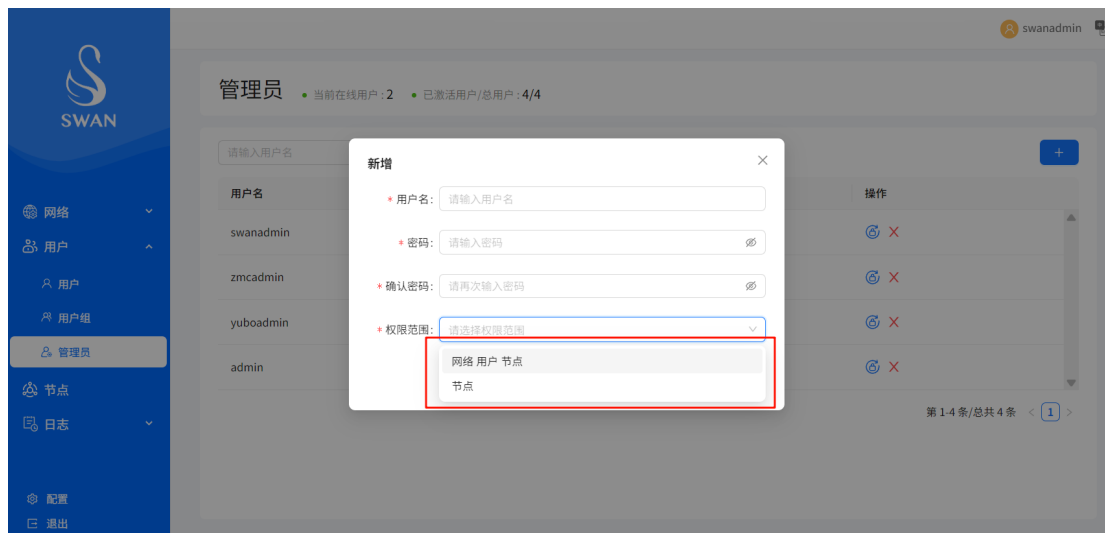 swanadmin
SWAN
管理员 当前在线用户 : 2 已激活用户/总用户 : 4/4
请输入用户名
+
用户名 操作
swanadmin
zmcadmin
yuboadmin
admin
第 1-4 条/总共 4 条 < 1 >
网络
用户
用户
用户组
管理员
节点
日志
配置
退出
新增
* 用户名: 请输入用户名
* 密码: 请输入密码
* 确认密码: 请再次输入密码
* 权限范围: 请选择权限范围
网络 用户 节点
节点